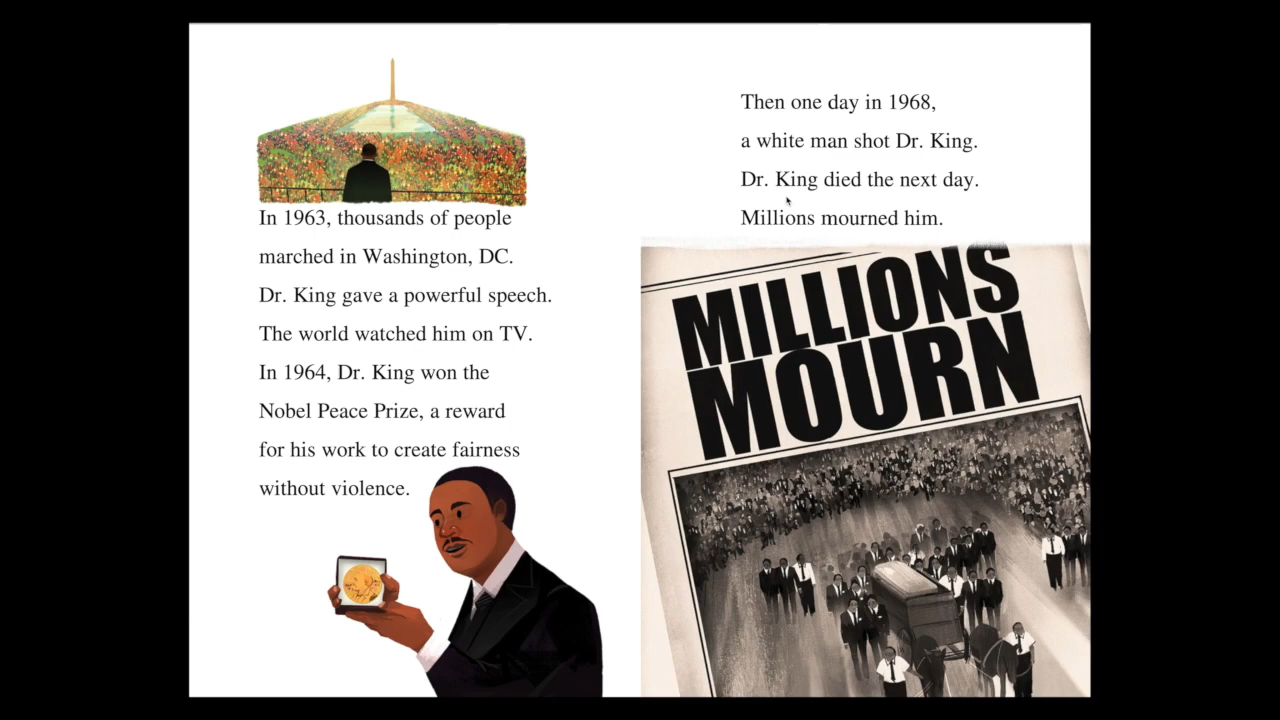 In 1963, thousands of people
marched in Washington, DC.
Dr. King gave a powerful speech.
The world watched him on TV.
In 1964, Dr. King won the
Nobel Peace Prize, a reward
for his work to create fairness
without violence.
Then one day in 1968,
a white man shot Dr. King.
Dr. King died the next day.
Millions mourned him.
MILLIONS
MOURN